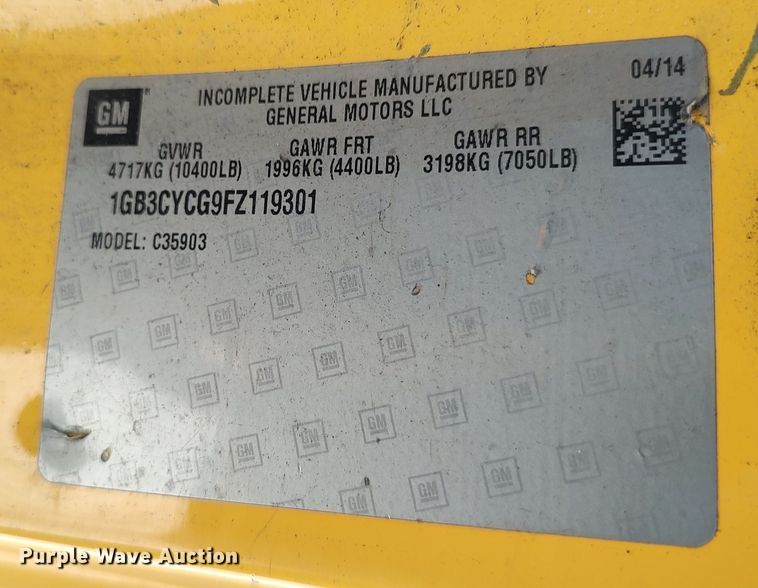 GM
INCOMPLETE VEHICLE MANUFACTURED BY
GENERAL MOTORS LLC
04/14
GVWR GAWR FRT GAWR RR
4717KG (10400LB) 1996KG (4400LB) 3198KG (7050LB)
1GB3CYCG9FZ119301
MODEL: C35903
Purple Wave Auction